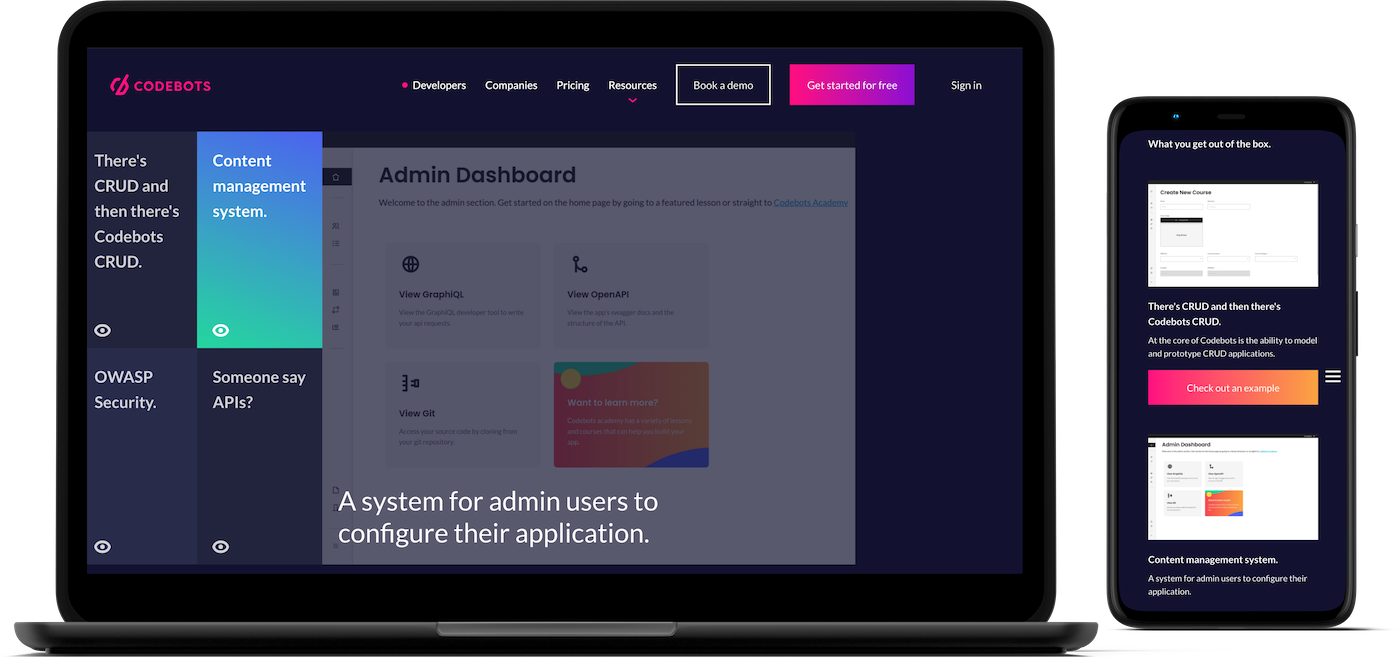 CODEBOTS
Developers
Companies
Pricing
Resources
Book a demo
Get started for free
Sign in
There's
CRUD and
then there's
Codebots
CRUD.
Content
management
system.
OWASP
Security.
Someone say
APIs?
Admin Dashboard
Welcome to the admin section. Get started on the home page by going to a featured lesson or straight to Codebots Academy
View GraphiQL
View the GraphiQL developer tool to write
your api requests.
View OpenAPI
View the app's swagger docs and the
structure of the API.
View Git
Access your source code by cloning from
your git repository.
Want to learn more?
Codebots academy has a variety of lessons
and courses that can help you build your
app.
A system for admin users to
configure their application.
What you get out of the box.
Create New Course
There's CRUD and then there's
Codebots CRUD.
At the core of Codebots is the ability to model
and prototype CRUD applications.
Check out an example
Admin Dashboard
Content management system.
A system for admin users to configure their
application.